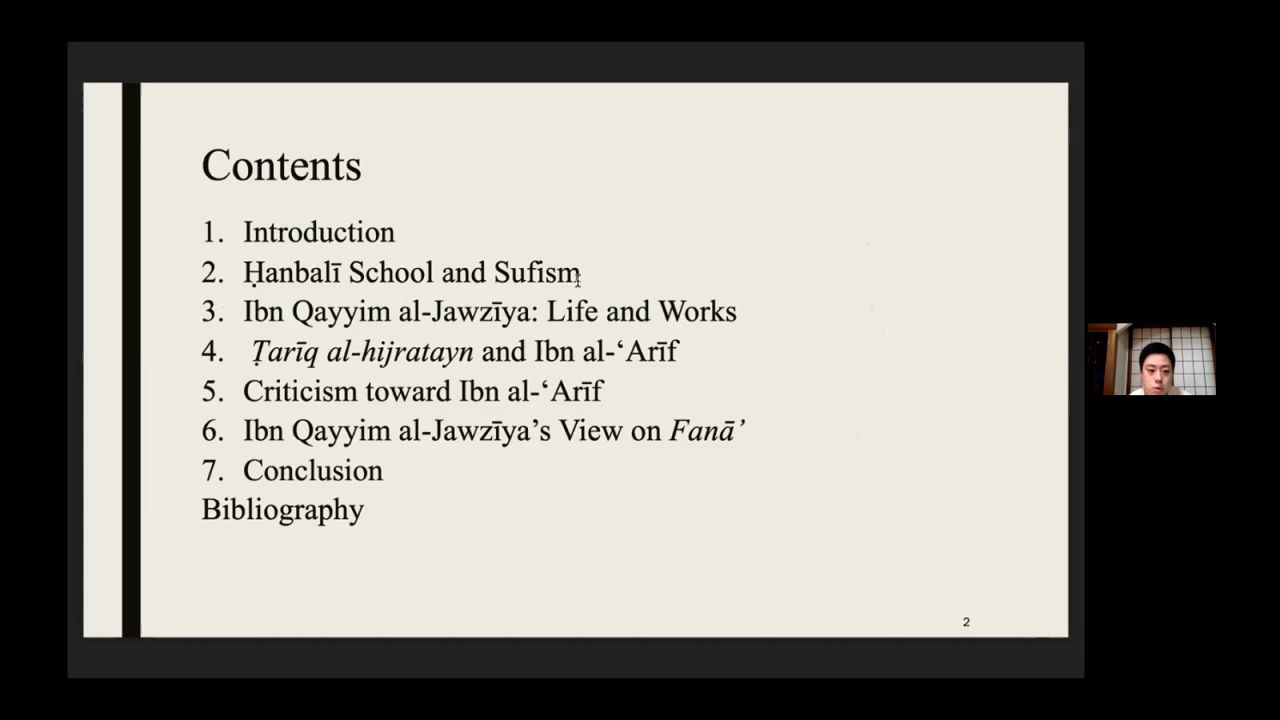 Contents
1. Introduction
2. Ḥanbalī School and Sufism
3. Ibn Qayyim al-Jawzīya: Life and Works
4. Ṭarīq al-hijratayn and Ibn al-‘Arīf
5. Criticism toward Ibn al-‘Arīf
6. Ibn Qayyim al-Jawzīya’s View on Fanā’
7. Conclusion
Bibliography
2